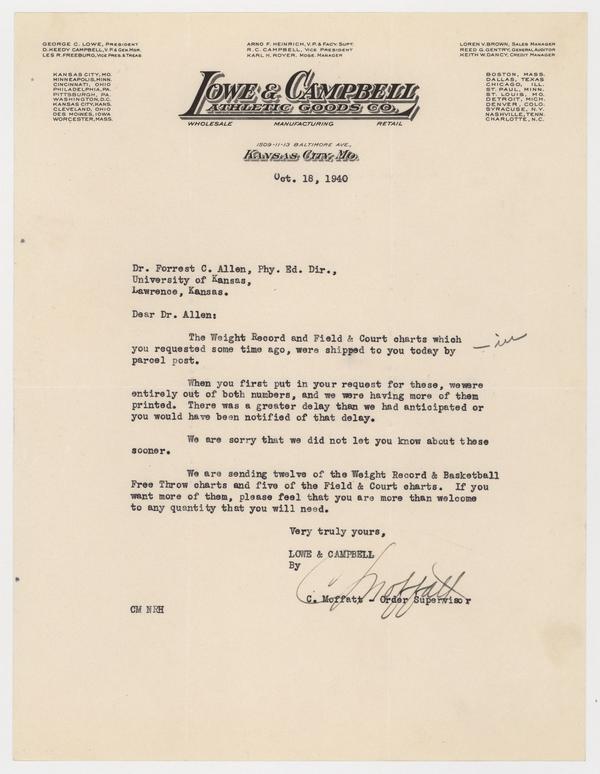 GEORGE C. LOWE, PRESIDENT
D. KEEDY CAMPBELL, V.P. & GEN. MGR.
LES R. FREEBURG, VICE PRES. & TREAS.
ARNO F. HEINRICH, V.P. & FACY. SUPT.
R.C. CAMPBELL, VICE PRESIDENT
KARL H. ROYER, MDSE. MANAGER
LOREN V. BROWN, SALES MANAGER
REED G. GENTRY, GENERAL AUDITOR
KEITH W. DANCY, CREDIT MANAGER
KANSAS CITY, MO.
MINNEAPOLIS, MINN.
CINCINNATI, OHIO
PHILADELPHIA, PA.
PITTSBURGH, PA.
WASHINGTON, D.C.
KANSAS CITY, KANS.
CLEVELAND, OHIO
DES MOINES, IOWA
WORCESTER, MASS.
LOWE & CAMPBELL
ATHLETIC GOODS CO.
WHOLESALE MANUFACTURING RETAIL
BOSTON, MASS.
DALLAS, TEXAS
CHICAGO, ILL.
ST. PAUL, MINN.
ST. LOUIS, MO.
DETROIT, MICH.
DENVER, COLO.
SYRACUSE, N.Y.
NASHVILLE, TENN.
CHARLOTTE, N.C.
1509-11-13 BALTIMORE AVE.,
KANSAS CITY, MO.
Oct. 18, 1940
Dr. Forrest C. Allen, Phy. Ed. Dir.,
University of Kansas,
Lawrence, Kansas.
Dear Dr. Allen:
The Weight Record and Field & Court charts which
you requested some time ago, were shipped to you today by
parcel post.
When you first put in your request for these, wewere
entirely out of both numbers, and we were having more of them
printed. There was a greater delay than we had anticipated or
you would have been notified of that delay.
We are sorry that we did not let you know about these
sooner.
We are sending twelve of the Weight Record & Basketball
Free Throw charts and five of the Field & Court charts. If you
want more of them, please feel that you are more than welcome
to any quantity that you will need.
Very truly yours,
LOWE & CAMPBELL
By
C Moffatt
C. Moffatt - Order Supervisor
CM NRH